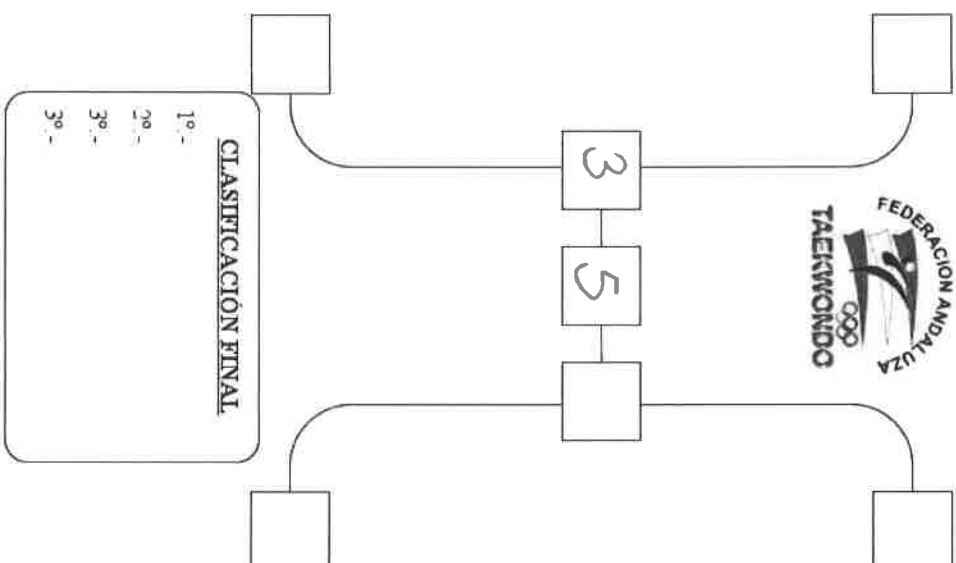 FEDERACION ANDALUZA
TAEKWONDO
3
5
CLASIFICACIÓN FINAL
1º.-
2º.-
3º.-
3º.-